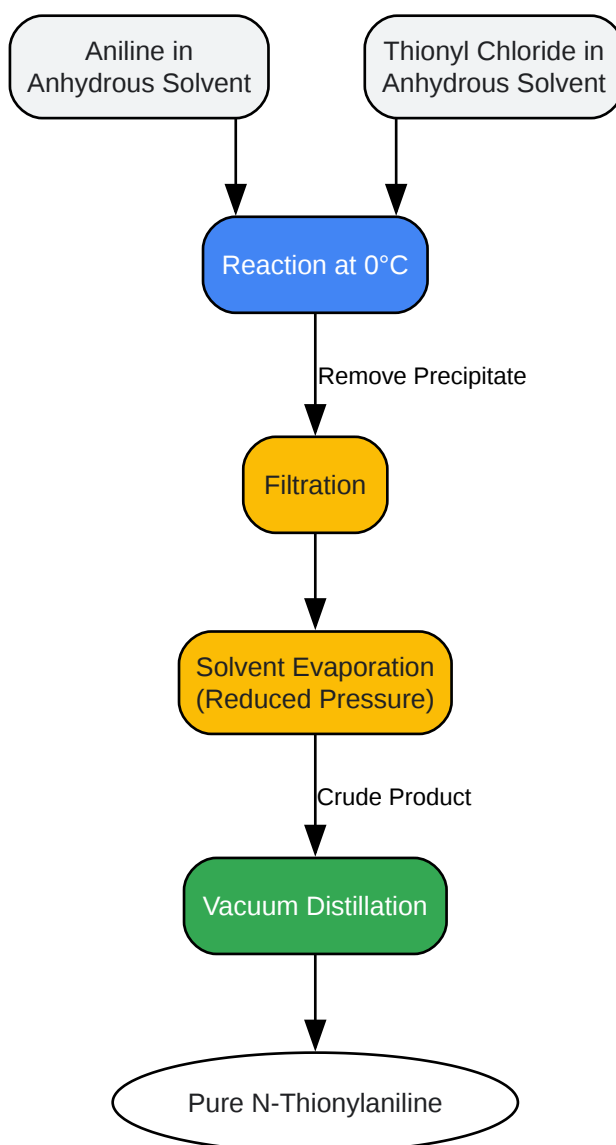 Aniline in
Anhydrous Solvent
Thionyl Chloride in
Anhydrous Solvent
Reaction at 0°C
Remove Precipitate
Filtration
Solvent Evaporation
(Reduced Pressure)
Crude Product
Vacuum Distillation
Pure N-Thionylaniline